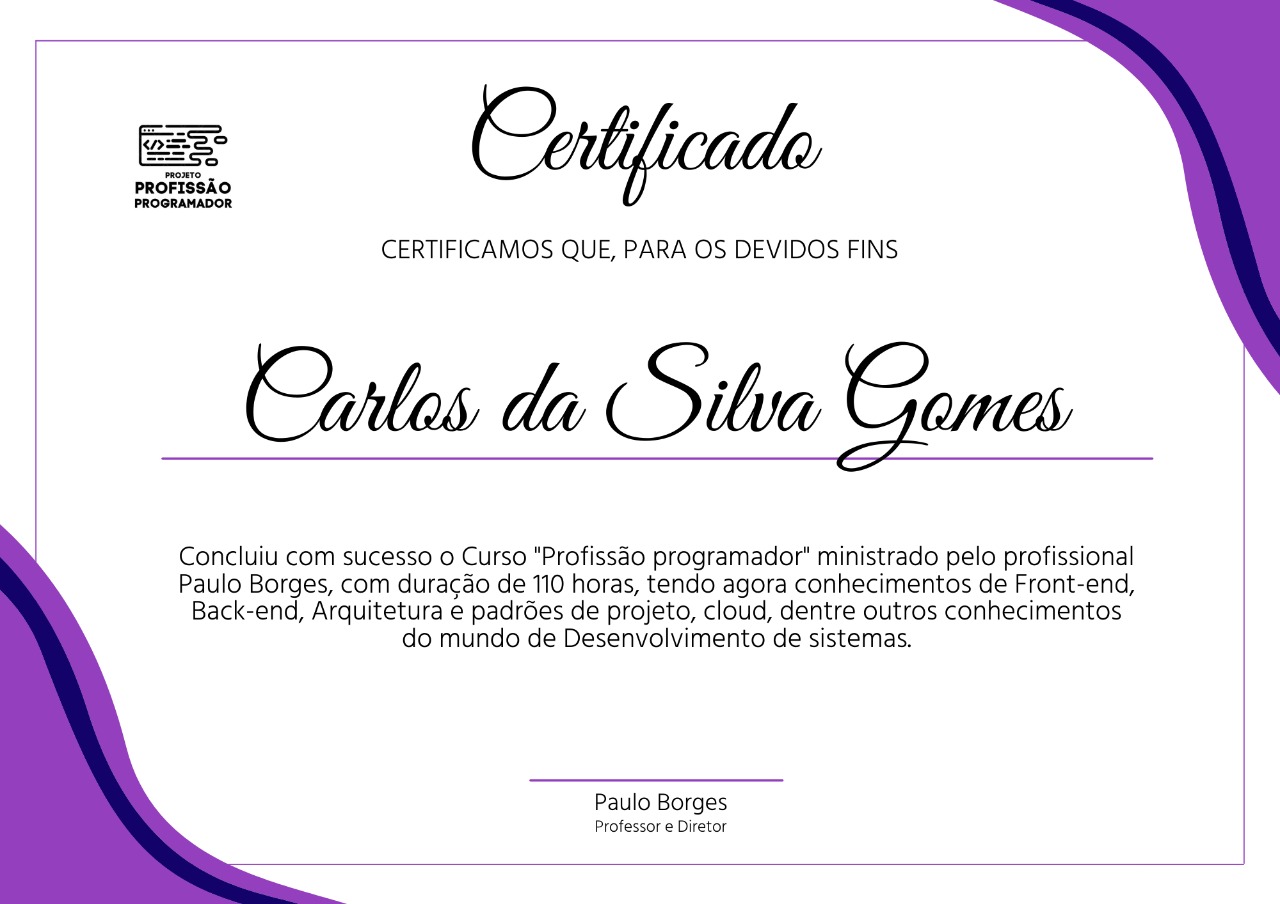 Certificado
PROJETO
PROFISSÃO
PROGRAMADOR
CERTIFICAMOS QUE, PARA OS DEVIDOS FINS
Carlos da Silva Gomes
Concluiu com sucesso o Curso "Profissão programador" ministrado pelo profissional
Paulo Borges, com duração de 110 horas, tendo agora conhecimentos de Front-end,
Back-end, Arquitetura e padrões de projeto, cloud, dentre outros conhecimentos
do mundo de Desenvolvimento de sistemas.
Paulo Borges
Professor e Diretor